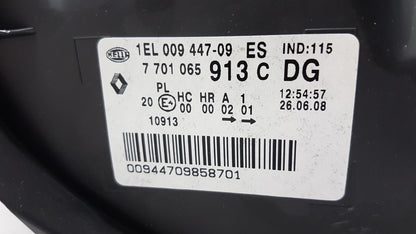 HELLA 1EL 009 447-09 ES IND:115
7 701 065 913 C DG
PL HC HR A 1 12:54:57
20 E4 00 00 02 01 26.06.08
10913
00944709858701